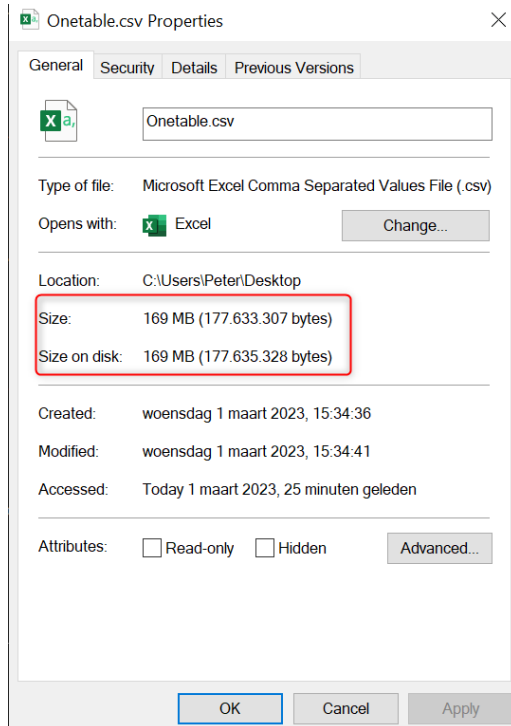 Onetable.csv Properties
General Security Details Previous Versions
X a,
Onetable.csv
Type of file: Microsoft Excel Comma Separated Values File (.csv)
Opens with: X Excel Change...
Location: C:\Users\Peter\Desktop
Size: 169 MB (177.633.307 bytes)
Size on disk: 169 MB (177.635.328 bytes)
Created: woensdag 1 maart 2023, 15:34:36
Modified: woensdag 1 maart 2023, 15:34:41
Accessed: Today 1 maart 2023, 25 minuten geleden
Attributes: Read-only Hidden Advanced...
OK Cancel Apply